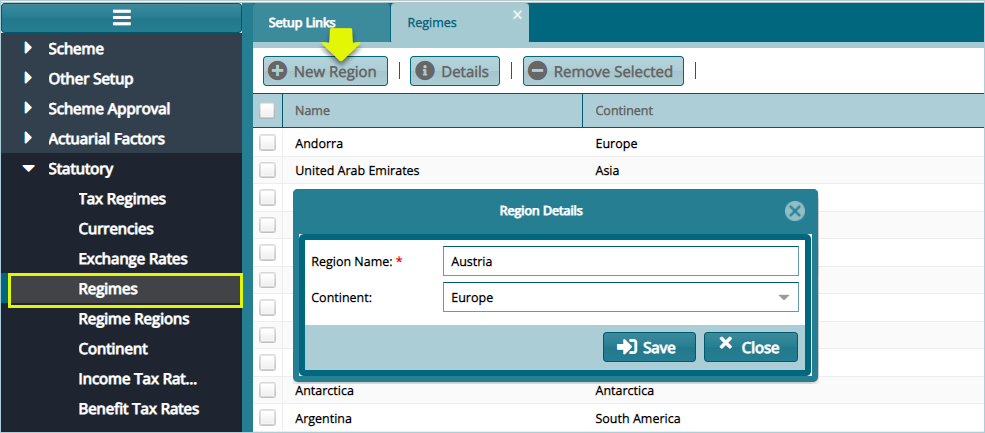 Setup Links
Regimes
Scheme
Other Setup
Scheme Approval
Actuarial Factors
Statutory
Tax Regimes
Currencies
Exchange Rates
Regimes
Regime Regions
Continent
Income Tax Rat...
Benefit Tax Rates
New Region | Details | Remove Selected |
Name Continent
Andorra Europe
United Arab Emirates Asia
Region Details
Region Name: * Austria
Continent: Europe
Save Close
Antarctica Antarctica
Argentina South America